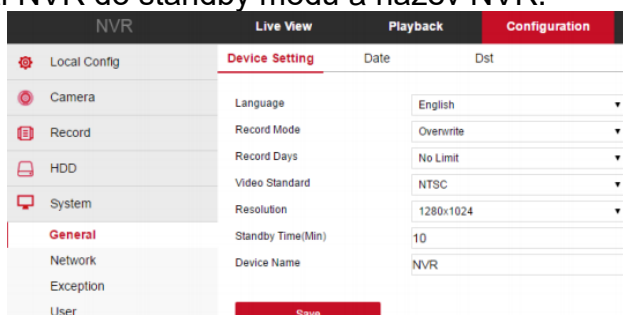 NVR do standby módu a názov NVR.
NVR Live View Playback Configuration
Local Config
Device Setting Date Dst
Camera
Language English
Record
Record Mode Overwrite
Record Days No Limit
HDD
Video Standard NTSC
System
Resolution 1280x1024
General
Standby Time(Min) 10
Network
Device Name NVR
Exception
User
Save